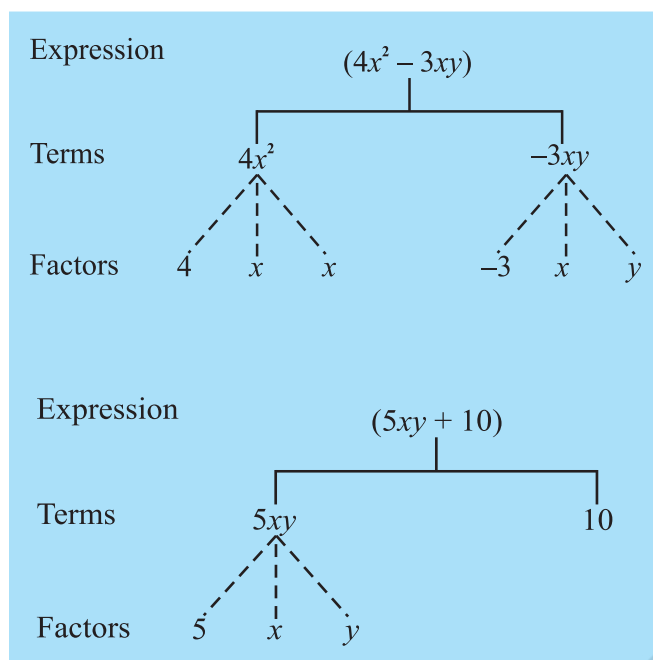 Expression (4x² – 3xy)
Terms 4x² –3xy
Factors 4 x x –3 x y
Expression (5xy + 10)
Terms 5xy 10
Factors 5 x y